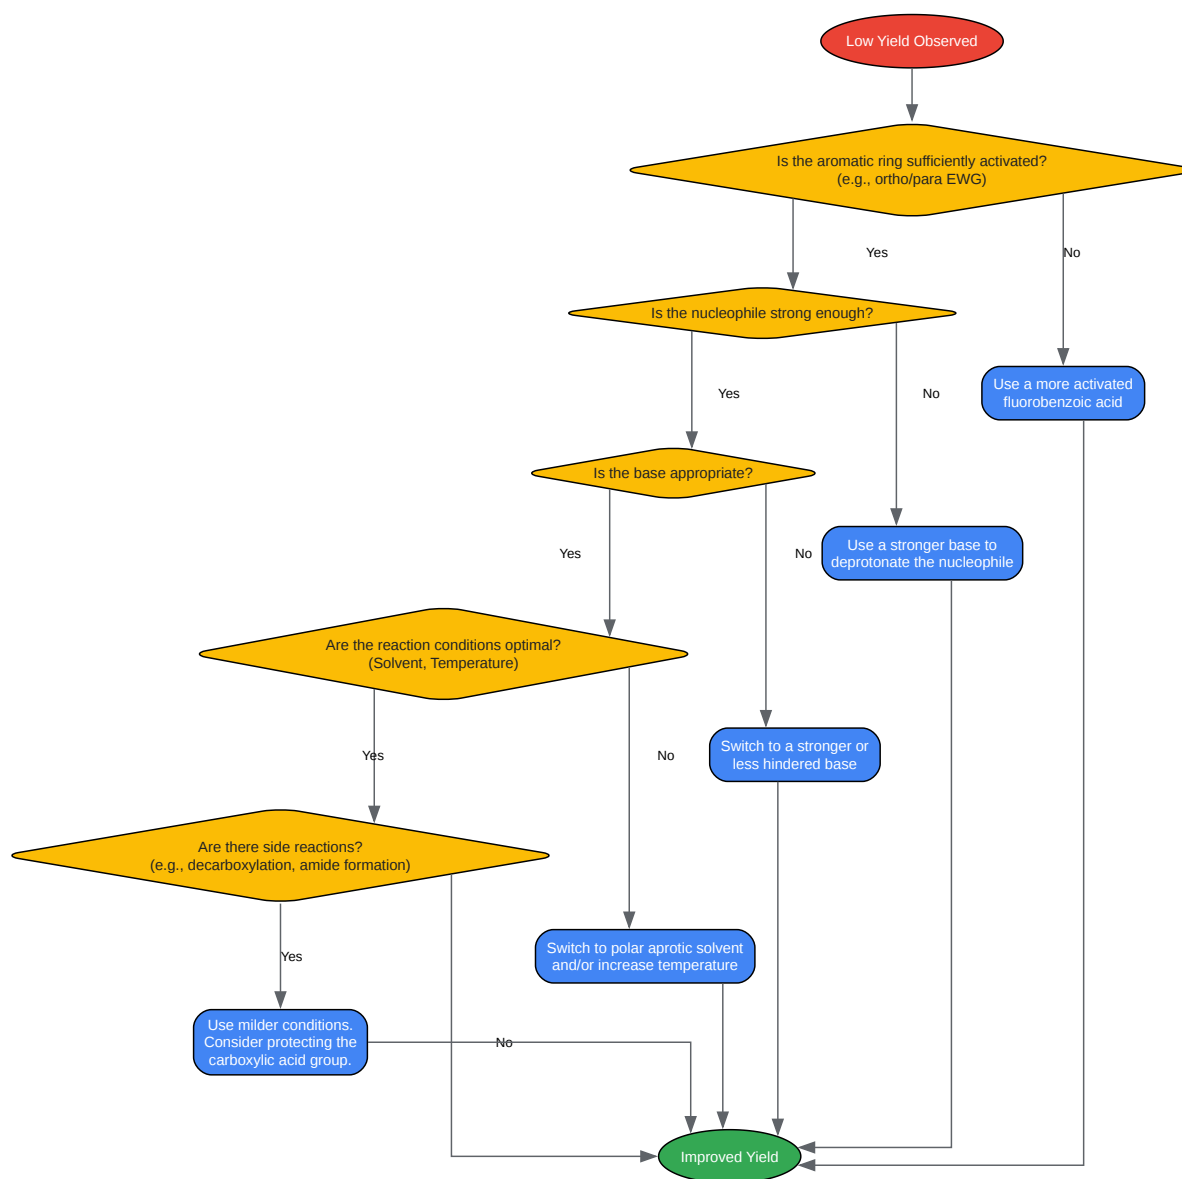 Low Yield Observed
Is the aromatic ring sufficiently activated?
(e.g., ortho/para EWG)
Yes
No
Is the nucleophile strong enough?
Use a more activated
fluorobenzoic acid
Yes
No
Is the base appropriate?
Use a stronger base to
deprotonate the nucleophile
Yes
No
Are the reaction conditions optimal?
(Solvent, Temperature)
Switch to a stronger or
less hindered base
Yes
No
Are there side reactions?
(e.g., decarboxylation, amide formation)
Switch to polar aprotic solvent
and/or increase temperature
Yes
Use milder conditions.
Consider protecting the
carboxylic acid group.
No
Improved Yield